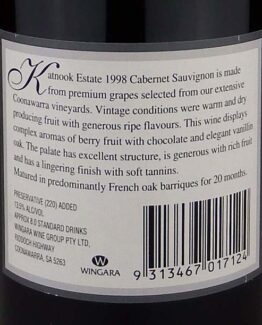 Katnook Estate 1998 Cabernet Sauvignon is made
from premium grapes selected from our extensive
Coonawarra vineyards. Vintage conditions were warm and dry
producing fruit with generous ripe flavours. This wine displays
complex aromas of berry fruit with chocolate and elegant vanillin
oak. The palate has excellent structure, is generous with rich fruit
and has a lingering finish with soft tannins.
Matured in predominantly French oak barriques for 20 months.
PRESERVATIVE (220) ADDED
13.5% ALC/VOL
APPROX 8.0 STANDARD DRINKS
WINGARA WINE GROUP PTY LTD,
RIDDOCH HIGHWAY
COONAWARRA, SA 5263
W
WINGARA
9 313467 017124